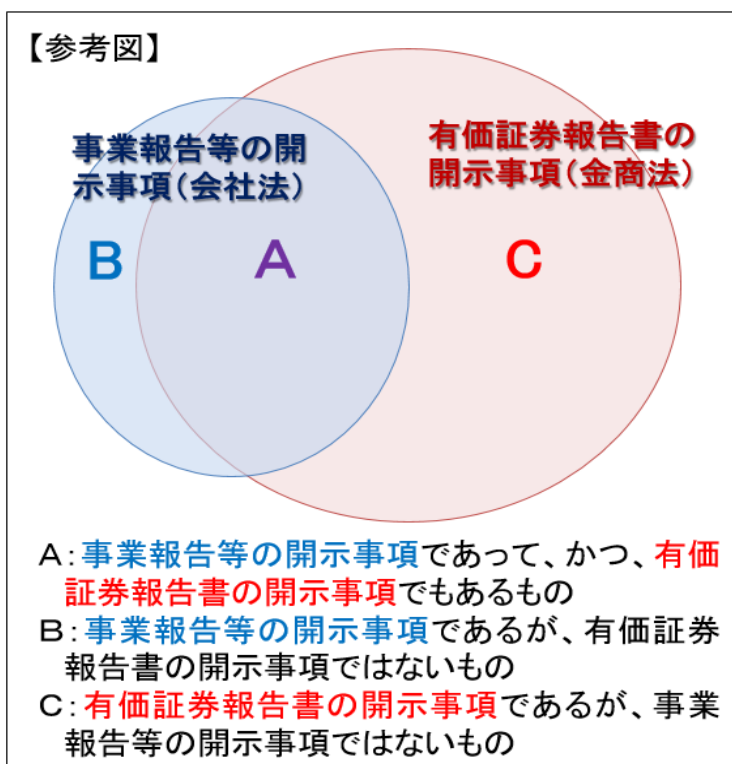 【参考図】
事業報告等の開
示事項(会社法)
有価証券報告書の
開示事項(金商法)
B
A
C
A:事業報告等の開示事項であって、かつ、有価
証券報告書の開示事項でもあるもの
B:事業報告等の開示事項であるが、有価証券
報告書の開示事項ではないもの
C:有価証券報告書の開示事項であるが、事業
報告等の開示事項ではないもの